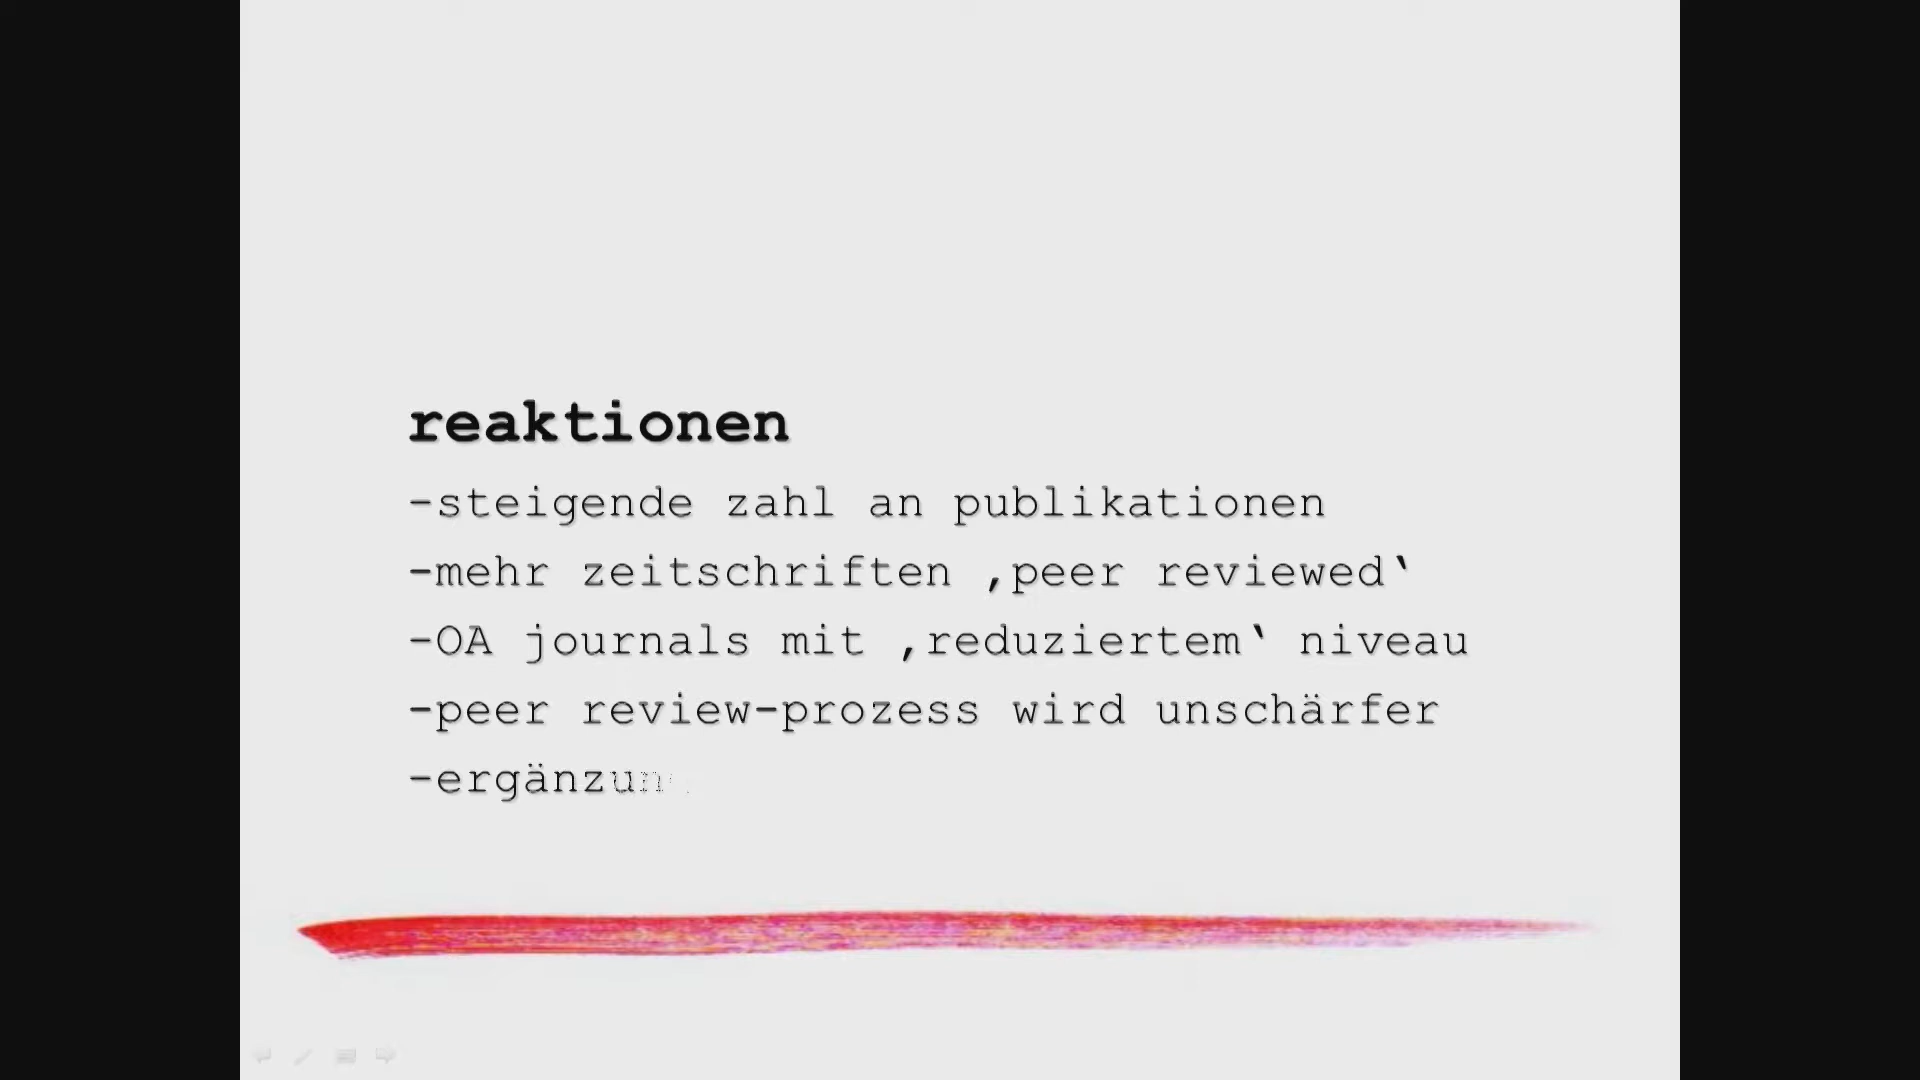 reaktionen
-steigende zahl an publikationen
-mehr zeitschriften ‚peer reviewed‘
-OA journals mit ‚reduziertem‘ niveau
-peer review-prozess wird unschärfer